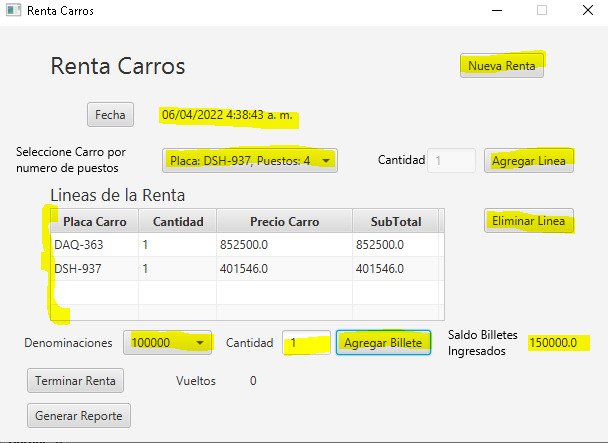 Renta Carros
Renta Carros
Nueva Renta
Fecha
06/04/2022 4:38:43 a. m.
Seleccione Carro por
numero de puestos
Placa: DSH-937, Puestos: 4
Cantidad
1
Agregar Linea
Lineas de la Renta
Eliminar Linea
Placa Carro Cantidad Precio Carro SubTotal
DAQ-363 1 852500.0 852500.0
DSH-937 1 401546.0 401546.0
Denominaciones
100000
Cantidad
1
Agregar Billete
Saldo Billetes
Ingresados
150000.0
Terminar Renta
Vueltos
0
Generar Reporte